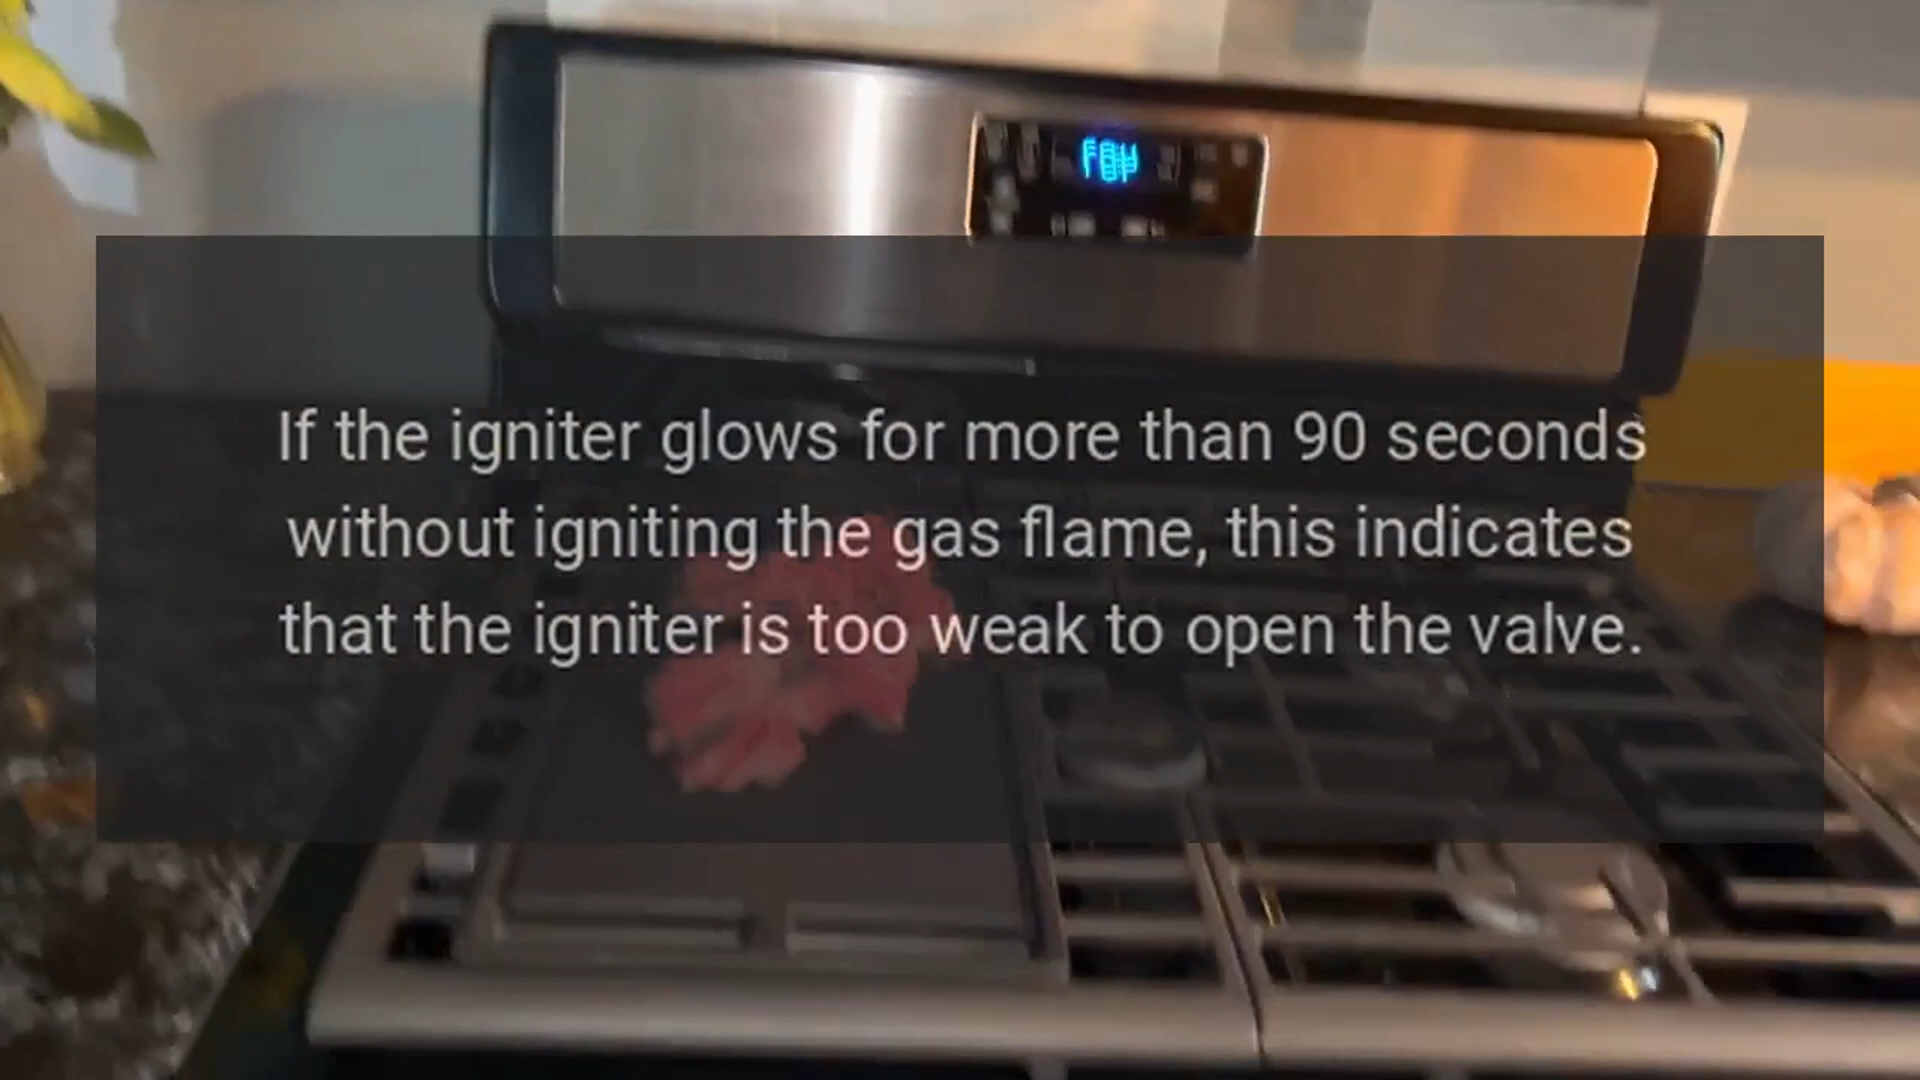 If the igniter glows for more than 90 seconds
without igniting the gas flame, this indicates
that the igniter is too weak to open the valve.